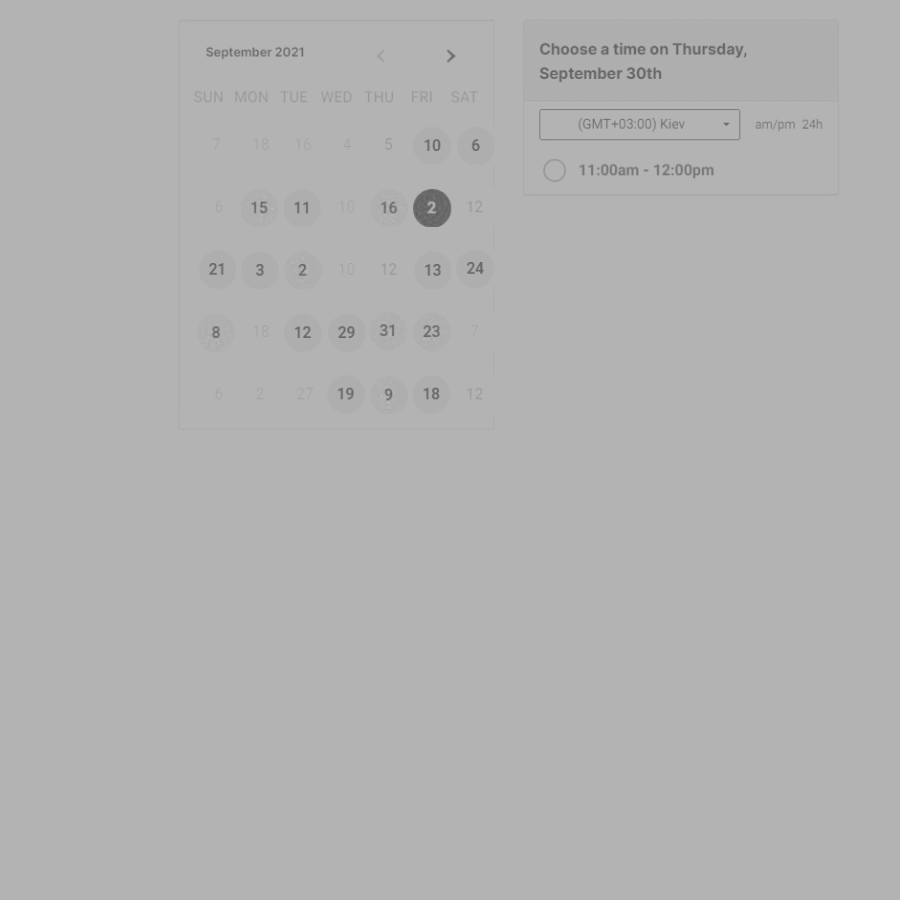 September 2021
SUN MON TUE WED THU FRI SAT
7 18 16 4 5 10 6
6 15 11 10 16 2 12
21 3 2 10 12 13 24
8 18 12 29 31 23 7
6 2 27 19 9 18 12
Choose a time on Thursday,
September 30th
(GMT+03:00) Kiev am/pm 24h
11:00am - 12:00pm